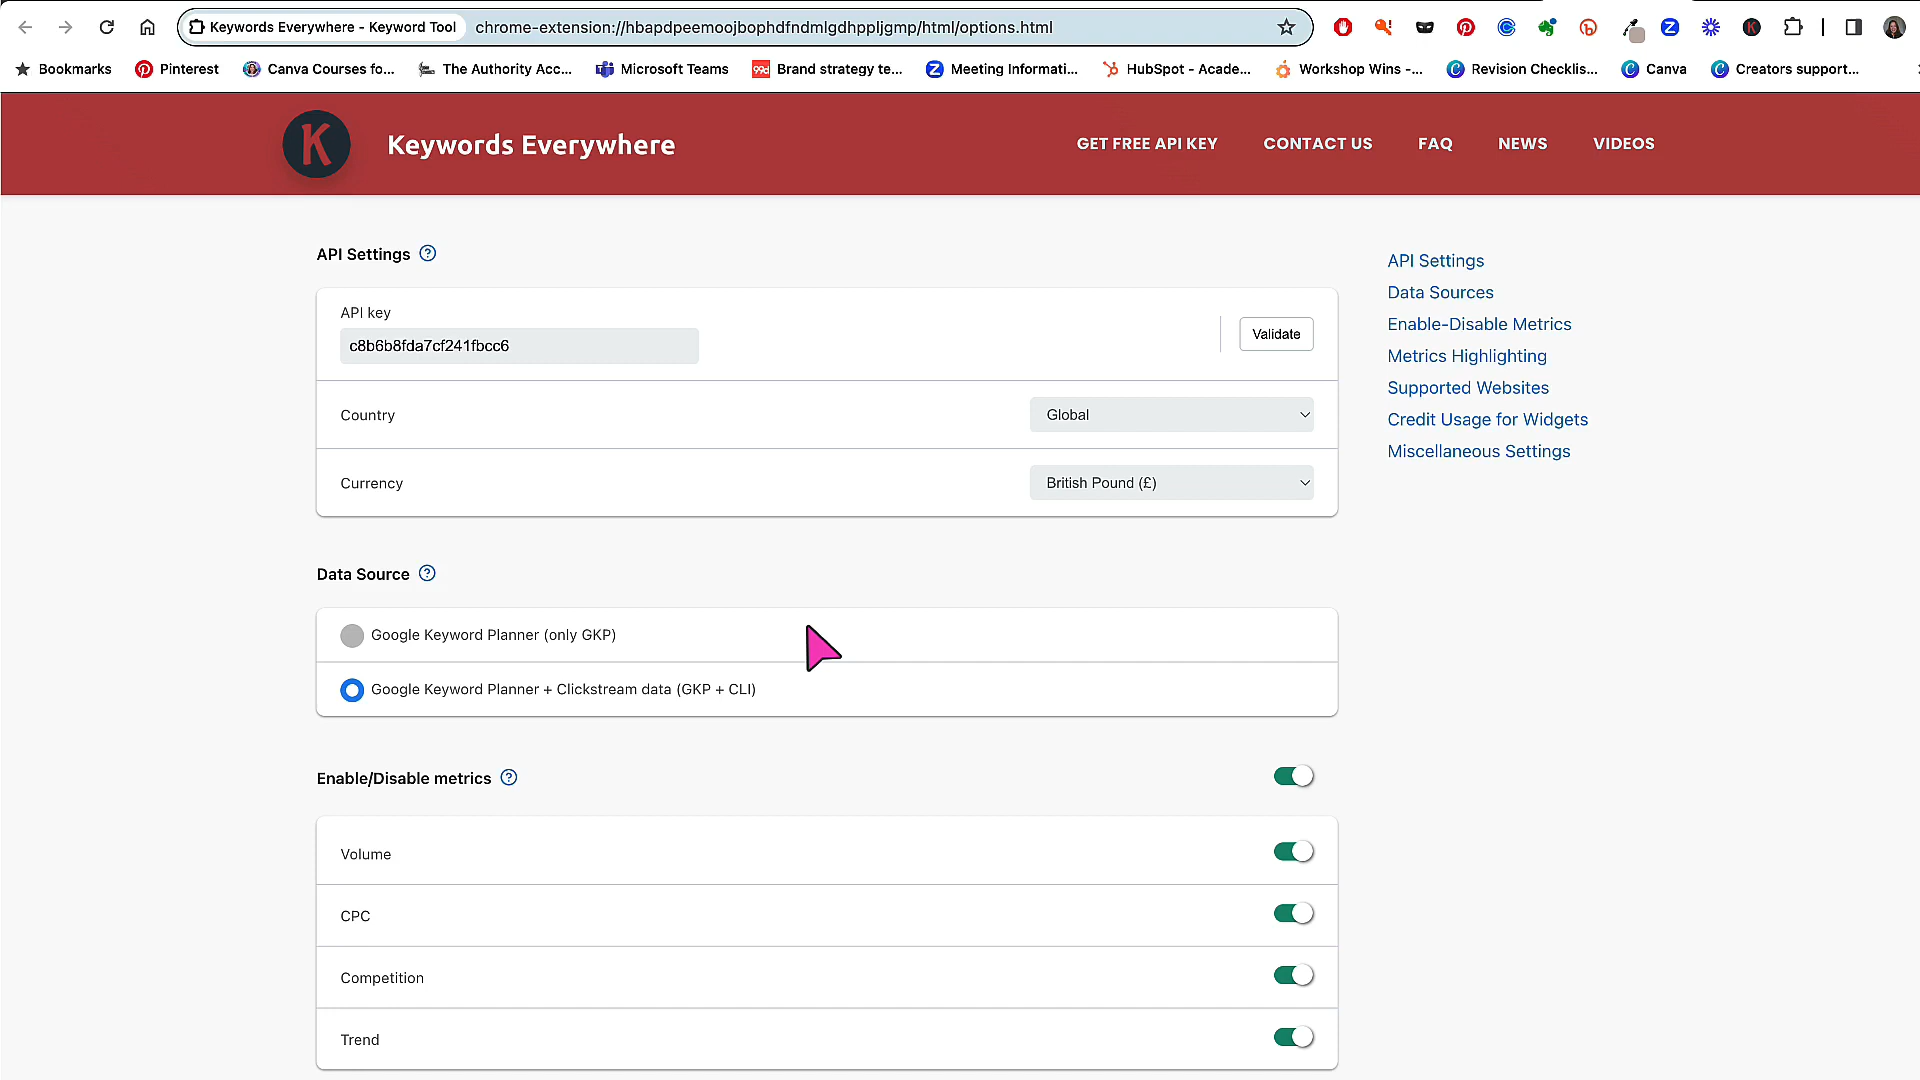 Keywords Everywhere - Keyword Tool chrome-extension://hbapdpeemoojbophdfndmlgdhppljgmp/html/options.html
Bookmarks Pinterest Canva Courses fo... The Authority Acc... Microsoft Teams Brand strategy te... Meeting Informati... HubSpot - Acade... Workshop Wins -... Revision Checklis... Canva Creators support...
K Keywords Everywhere GET FREE API KEY CONTACT US FAQ NEWS VIDEOS
API Settings
API key
c8b6b8fda7cf241fbcc6
Validate
Country Global
Currency British Pound (£)
Data Source
Google Keyword Planner (only GKP)
Google Keyword Planner + Clickstream data (GKP + CLI)
Enable/Disable metrics
Volume
CPC
Competition
Trend
API Settings
Data Sources
Enable-Disable Metrics
Metrics Highlighting
Supported Websites
Credit Usage for Widgets
Miscellaneous Settings